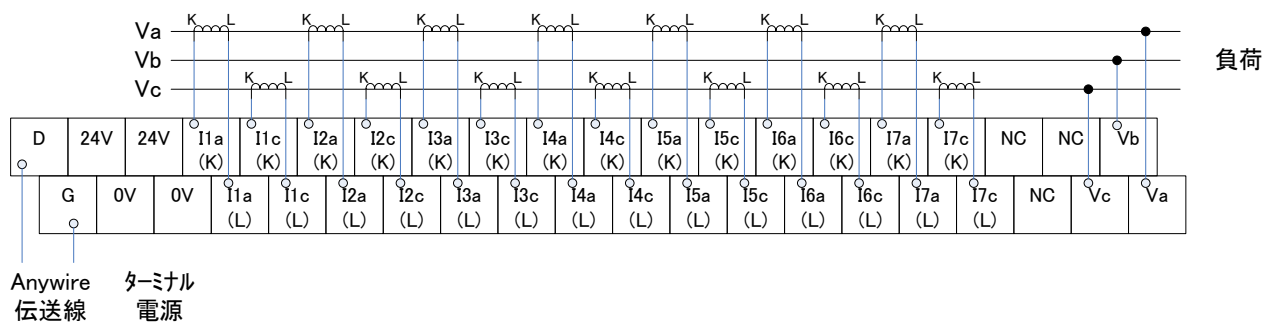 K L K L K L K L K L K L K L
Va
Vb
負荷
K L K L K L K L K L K L K L
Vc
D 24V 24V I1a I1c I2a I2c I3a I3c I4a I4c I5a I5c I6a I6c I7a I7c NC NC Vb
(K) (K) (K) (K) (K) (K) (K) (K) (K) (K) (K) (K) (K) (K)
G 0V 0V I1a I1c I2a I2c I3a I3c I4a I4c I5a I5c I6a I6c I7a I7c NC Vc Va
(L) (L) (L) (L) (L) (L) (L) (L) (L) (L) (L) (L) (L) (L)
Anywire ターミナル
伝送線 電源